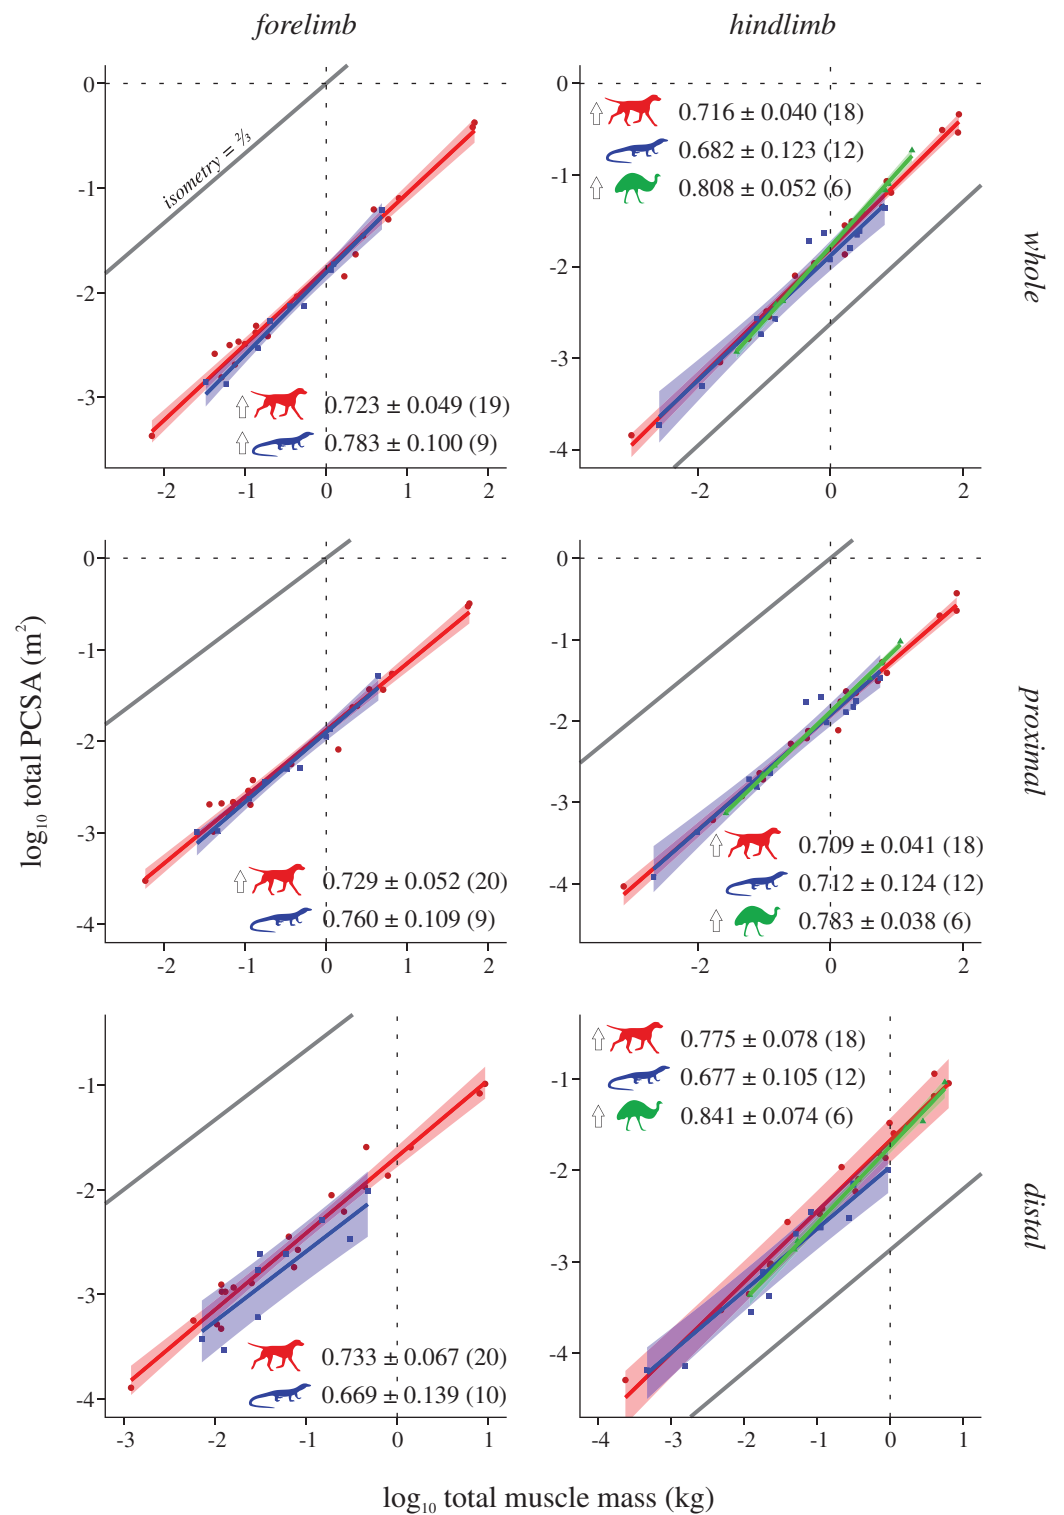 forelimb
hindlimb
0
-1
-2
-3
isometry = 2/3
0.723 ± 0.049 (19)
0.783 ± 0.100 (9)
-2
-1
0
1
2
0
-1
-2
-3
-4
0.716 ± 0.040 (18)
0.682 ± 0.123 (12)
0.808 ± 0.052 (6)
-2
0
2
whole
0
-1
-2
-3
-4
0.729 ± 0.052 (20)
0.760 ± 0.109 (9)
-2
-1
0
1
2
0
-1
-2
-3
-4
0.709 ± 0.041 (18)
0.712 ± 0.124 (12)
0.783 ± 0.038 (6)
-2
0
2
proximal
log10 total PCSA (m²)
-1
-2
-3
-4
0.733 ± 0.067 (20)
0.669 ± 0.139 (10)
-3
-2
-1
0
1
-1
-2
-3
-4
0.775 ± 0.078 (18)
0.677 ± 0.105 (12)
0.841 ± 0.074 (6)
-4
-3
-2
-1
0
1
distal
log10 total muscle mass (kg)